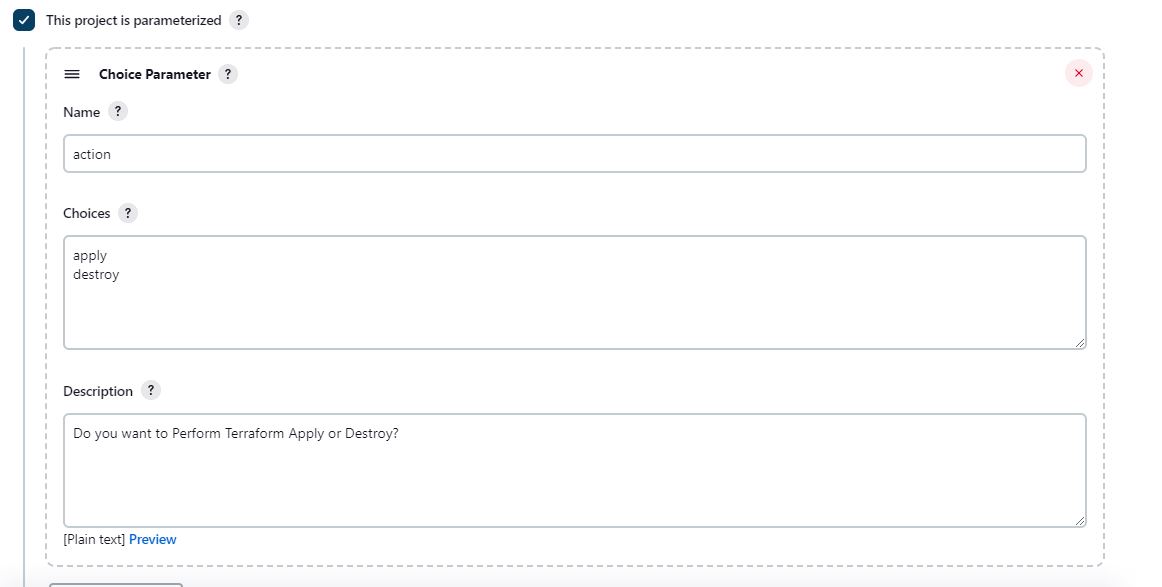 This project is parameterized ?
Choice Parameter ?
Name ?
action
Choices ?
apply
destroy
Description ?
Do you want to Perform Terraform Apply or Destroy?
[Plain text] Preview